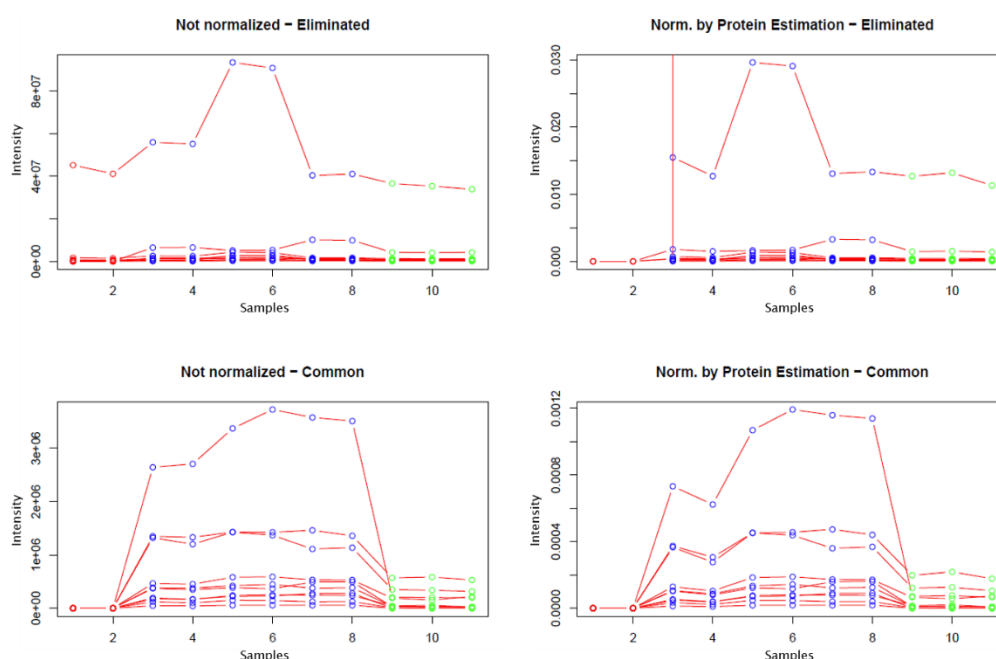 Not normalized − Eliminated
Intensity
8e+07
4e+07
0e+00
2 4 6 8 10
Samples
Norm. by Protein Estimation − Eliminated
Intensity
0.030
0.020
0.010
0.000
2 4 6 8 10
Samples
Not normalized − Common
Intensity
3e+06
2e+06
1e+06
0e+00
2 4 6 8 10
Samples
Norm. by Protein Estimation − Common
Intensity
0.0012
0.0008
0.0004
0.0000
2 4 6 8 10
Samples